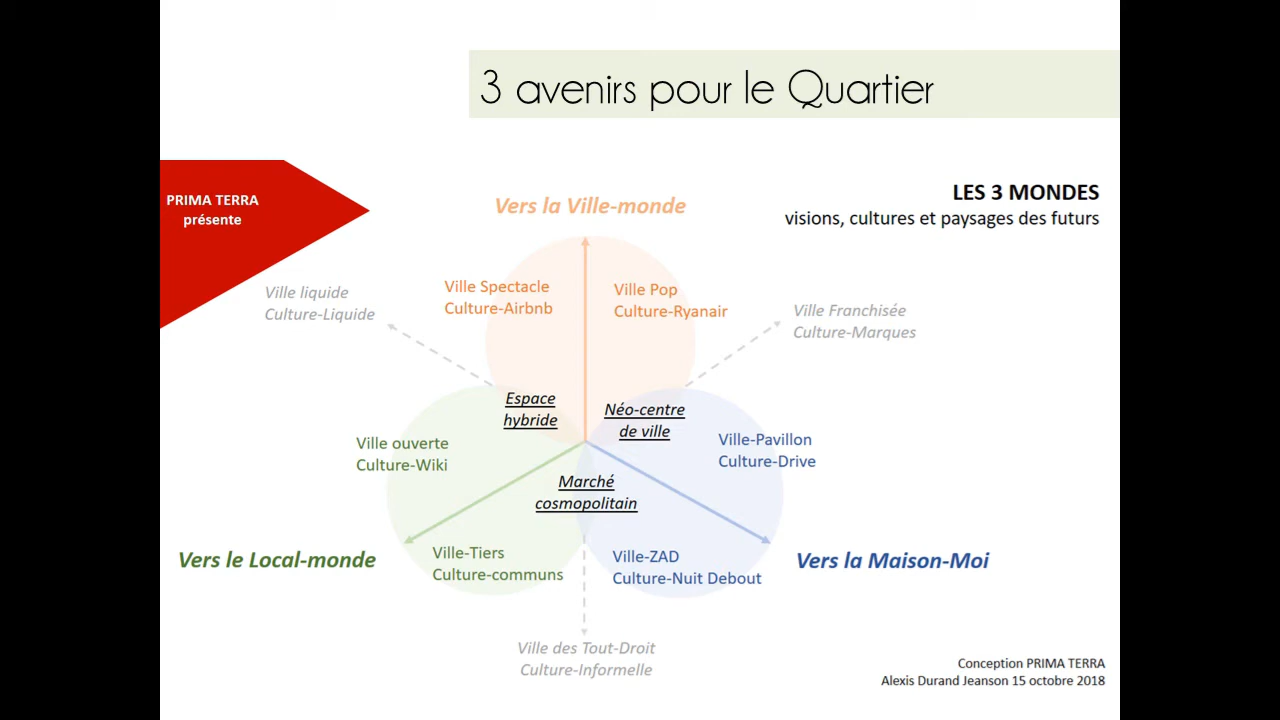 3 avenirs pour le Quartier
PRIMA TERRA
présente
LES 3 MONDES
visions, cultures et paysages des futurs
Vers la Ville-monde
Ville liquide
Culture-Liquide
Ville Spectacle
Culture-Airbnb
Ville Pop
Culture-Ryanair
Ville Franchisée
Culture-Marques
Espace
hybride
Néo-centre
de ville
Ville ouverte
Culture-Wiki
Ville-Pavillon
Culture-Drive
Marché
cosmopolitain
Vers le Local-monde
Ville-Tiers
Culture-communs
Ville-ZAD
Culture-Nuit Debout
Vers la Maison-Moi
Ville des Tout-Droit
Culture-Informelle
Conception PRIMA TERRA
Alexis Durand Jeanson 15 octobre 2018